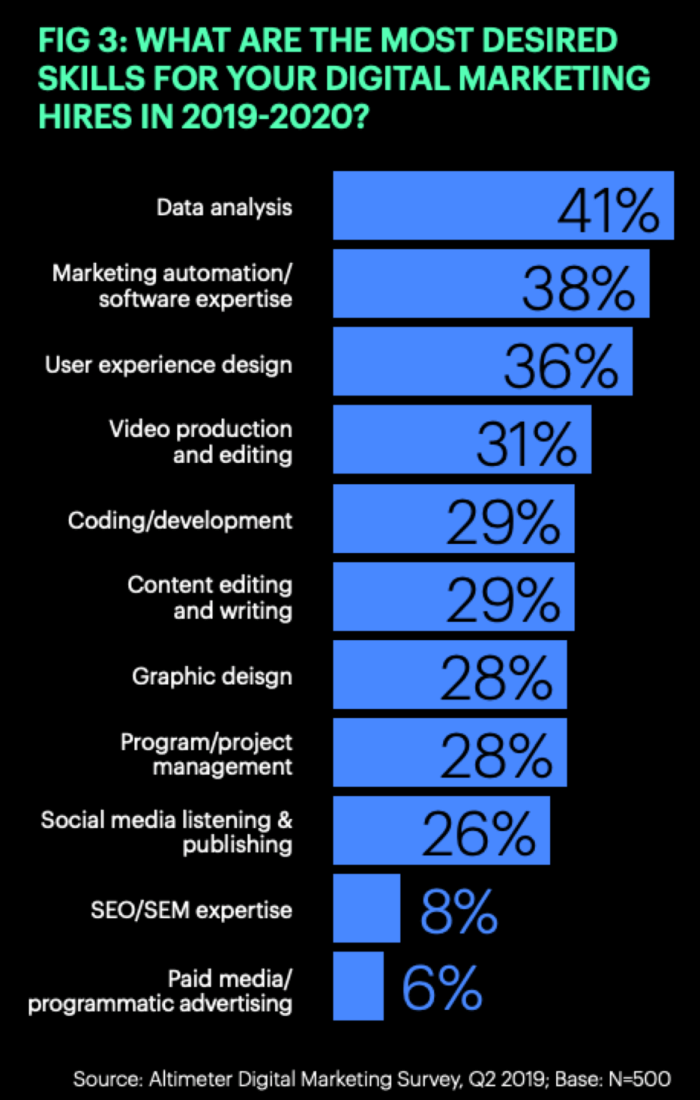 FIG 3: WHAT ARE THE MOST DESIRED
SKILLS FOR YOUR DIGITAL MARKETING
HIRES IN 2019-2020?
Data analysis
41%
Marketing automation/
software expertise
38%
User experience design
36%
Video production
and editing
31%
Coding/development
29%
Content editing
and writing
29%
Graphic deisgn
28%
Program/project
management
28%
Social media listening &
publishing
26%
SEO/SEM expertise
8%
Paid media/
programmatic advertising
6%
Source: Altimeter Digital Marketing Survey, Q2 2019; Base: N=500